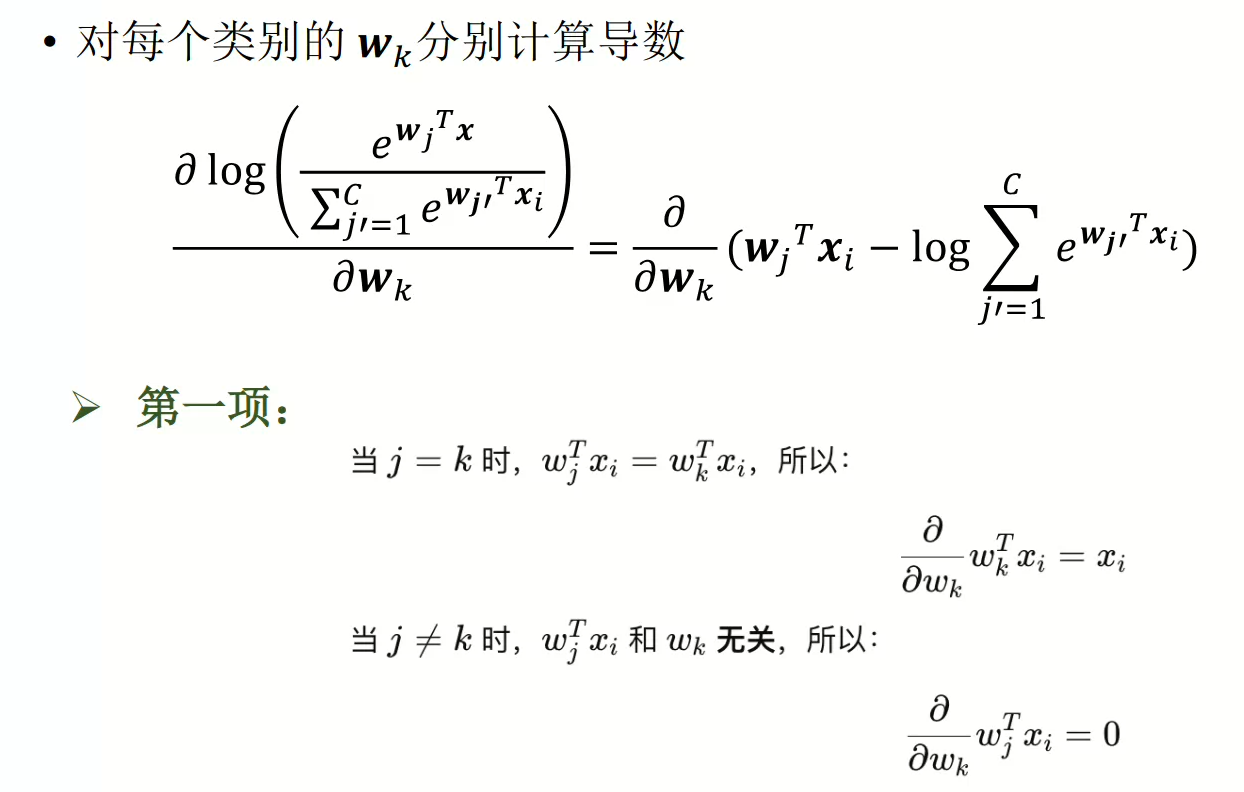 • 对每个类别的 $\boldsymbol{w}_k$ 分别计算导数
$\frac{\partial \log\left(\frac{e^{\boldsymbol{w}_j{}^T\boldsymbol{x}}}{\sum_{j'=1}^{C} e^{\boldsymbol{w}_{j'}{}^T\boldsymbol{x}_i}}\right)}{\partial \boldsymbol{w}_k} = \frac{\partial}{\partial \boldsymbol{w}_k}(\boldsymbol{w}_j{}^T\boldsymbol{x}_i - \log\sum_{j'=1}^{C} e^{\boldsymbol{w}_{j'}{}^T\boldsymbol{x}_i})$
➢ 第一项：
当 $j = k$ 时，$w_j^T x_i = w_k^T x_i$，所以：
$\frac{\partial}{\partial w_k} w_k^T x_i = x_i$
当 $j \neq k$ 时，$w_j^T x_i$ 和 $w_k$ 无关，所以：
$\frac{\partial}{\partial w_k} w_j^T x_i = 0$